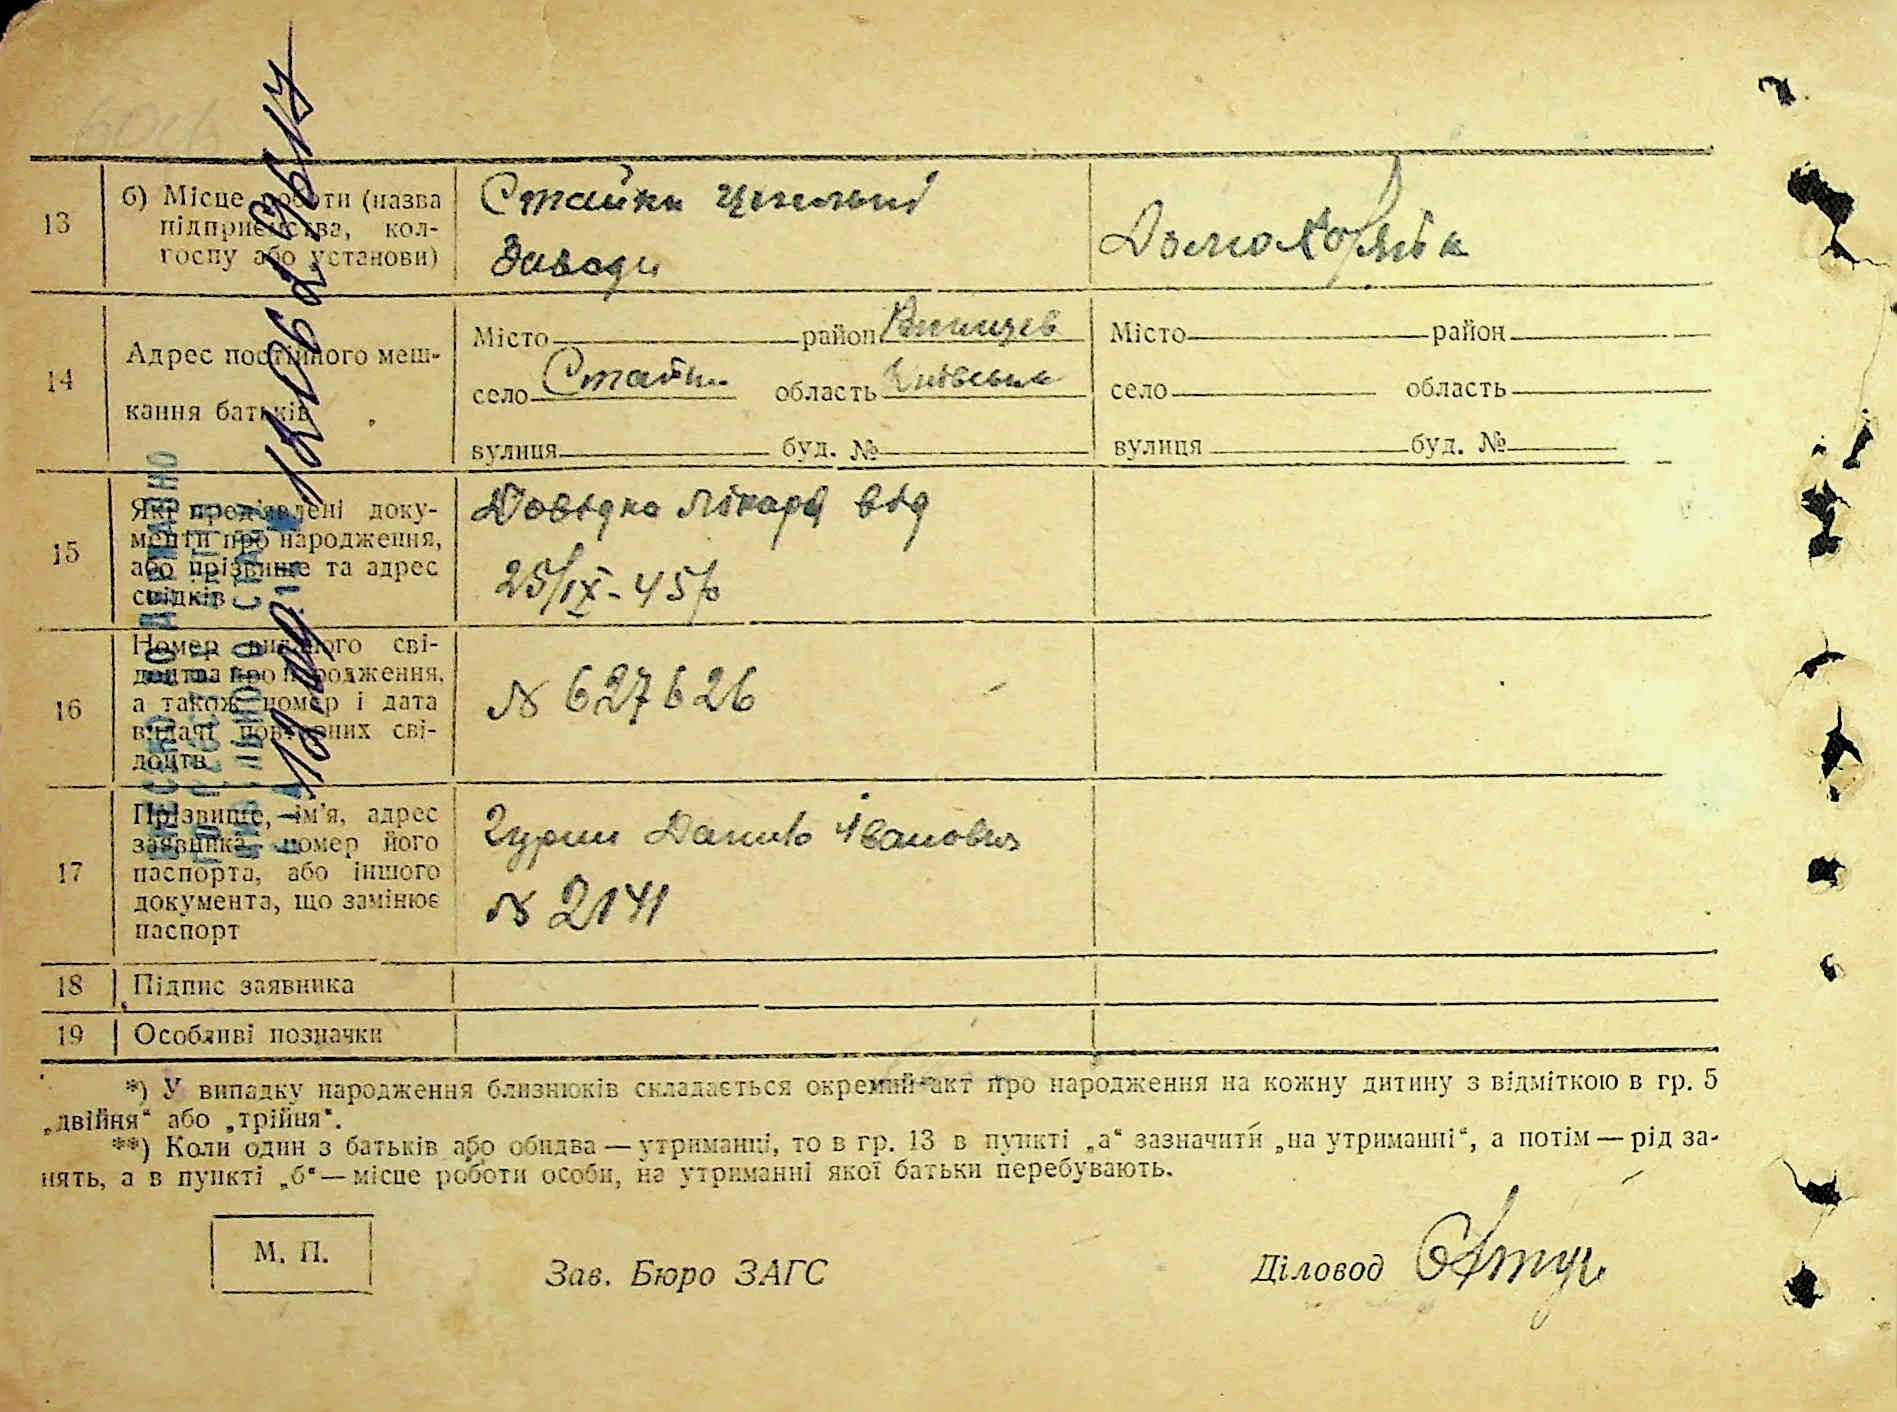 13
б) Місце роботи (назва
підприємства, кол-
госпу або установи)
Стайки цегельні
Заводи
Домохозяйка
14
Адрес постійного меш-
кання батьків
Місто район
село Стайки область Київська
вулиця буд. №
Місто район
село область
вулиця буд. №
15
Які пред'явлені доку-
менти про народження,
або прізвище та адрес
свідків
Довідка лікаря від
25/IX-45р
16
Номер виданого сві-
доцтва про народження,
а також номер і дата
видачі повторних сві-
доцтв
№ 627626
17
Прізвище, ім'я, адрес
заявника, номер його
паспорта, або іншого
документа, що замінює
паспорт
Данило Іванович
№ 2141
18 Підпис заявника
19 Особливі позначки
*) У випадку народження близнюків складається окремий акт про народження на кожну дитину з відміткою в гр. 5
„двійня“ або „трійня“.
**) Коли один з батьків або обидва — утриманці, то в гр. 13 в пункті „а“ зазначити „на утриманні“, а потім — рід за-
нять, а в пункті „б“ — місце роботи особи, на утриманні якої батьки перебувають.
М. П.
Зав. Бюро ЗАГС
Діловод